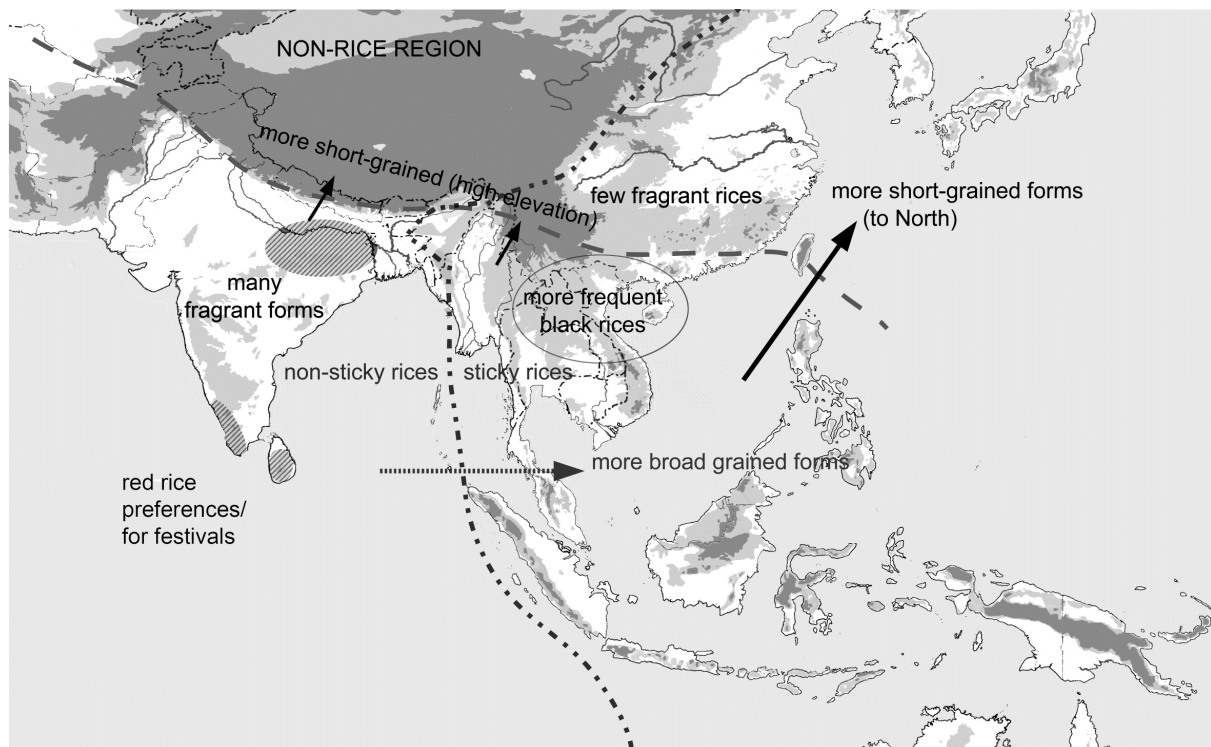 NON-RICE REGION
more short-grained (high elevation)
few fragrant rices
more short-grained forms
(to North)
many
fragrant forms
more frequent
black rices
non-sticky rices
sticky rices
more broad grained forms
red rice
preferences/
for festivals